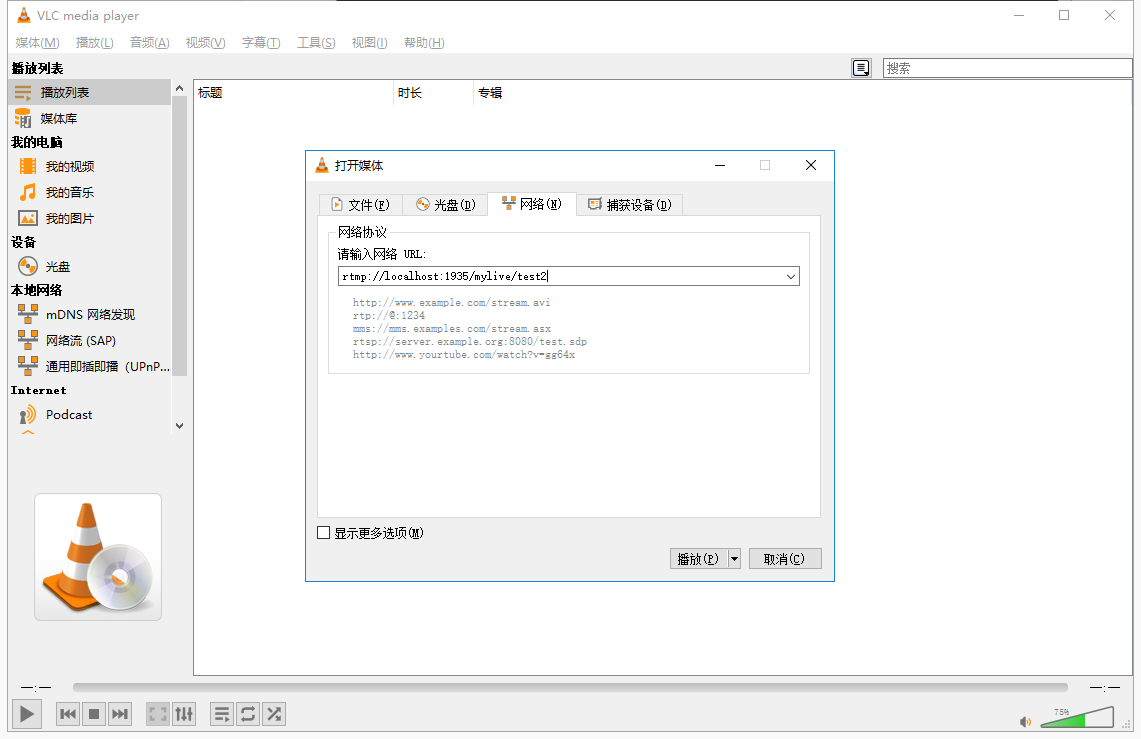 VLC media player
媒体(M) 播放(L) 音频(A) 视频(V) 字幕(T) 工具(S) 视图(I) 帮助(H)
播放列表
搜索
播放列表
媒体库
我的电脑
我的视频
我的音乐
我的图片
设备
光盘
本地网络
mDNS 网络发现
网络流 (SAP)
通用即插即播 (UPnP...
Internet
Podcast
标题 时长 专辑
打开媒体
文件(F) 光盘(D) 网络(N) 捕获设备(D)
网络协议
请输入网络 URL:
rtmp://localhost:1935/mylive/test2
http://www.example.com/stream.avi
rtp://@:1234
mms://mms.examples.com/stream.asx
rtsp://server.example.org:8080/test.sdp
http://www.yourtube.com/watch?v=gg64x
显示更多选项(M)
播放(P) 取消(C)
--:-- --:--
75%